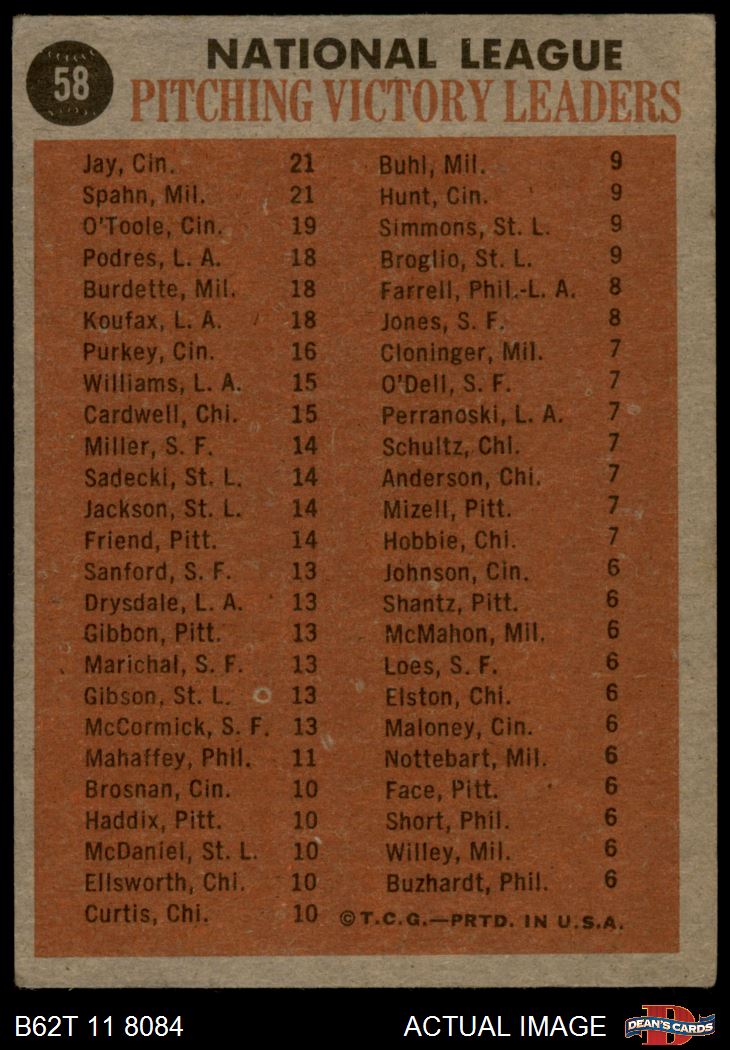 58
NATIONAL LEAGUE
PITCHING VICTORY LEADERS
Jay, Cin. 21
Spahn, Mil. 21
O'Toole, Cin. 19
Podres, L. A. 18
Burdette, Mil. 18
Koufax, L. A. 18
Purkey, Cin. 16
Williams, L. A. 15
Cardwell, Chi. 15
Miller, S. F. 14
Sadecki, St. L. 14
Jackson, St. L. 14
Friend, Pitt. 14
Sanford, S. F. 13
Drysdale, L. A. 13
Gibbon, Pitt. 13
Marichal, S. F. 13
Gibson, St. L. 13
McCormick, S. F. 13
Mahaffey, Phil. 11
Brosnan, Cin. 10
Haddix, Pitt. 10
McDaniel, St. L. 10
Ellsworth, Chi. 10
Curtis, Chi. 10
Buhl, Mil. 9
Hunt, Cin. 9
Simmons, St. L. 9
Broglio, St. L. 9
Farrell, Phil.-L. A. 8
Jones, S. F. 8
Cloninger, Mil. 7
O'Dell, S. F. 7
Perranoski, L. A. 7
Schultz, Chi. 7
Anderson, Chi. 7
Mizell, Pitt. 7
Hobbie, Chi. 7
Johnson, Cin. 6
Shantz, Pitt. 6
McMahon, Mil. 6
Loes, S. F. 6
Elston, Chi. 6
Maloney, Cin. 6
Nottebart, Mil. 6
Face, Pitt. 6
Short, Phil. 6
Willey, Mil. 6
Buzhardt, Phil. 6
©T.C.G.—PRTD. IN U.S.A.
B62T 11 8084
ACTUAL IMAGE
D
DEAN'S CARDS